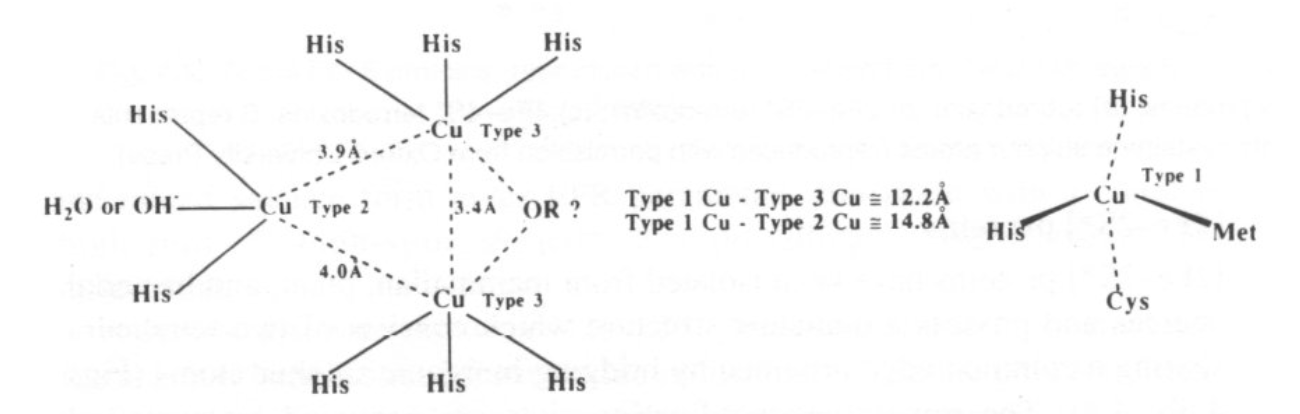 His His His
His
Cu Type 3
3.9Å
H₂O or OH⁻ Cu Type 2
3.4Å OR ?
4.0Å
His
Cu Type 3
His His His
Type 1 Cu - Type 3 Cu ≅ 12.2Å
Type 1 Cu - Type 2 Cu ≅ 14.8Å
His
Type 1
Cu
His Met
Cys